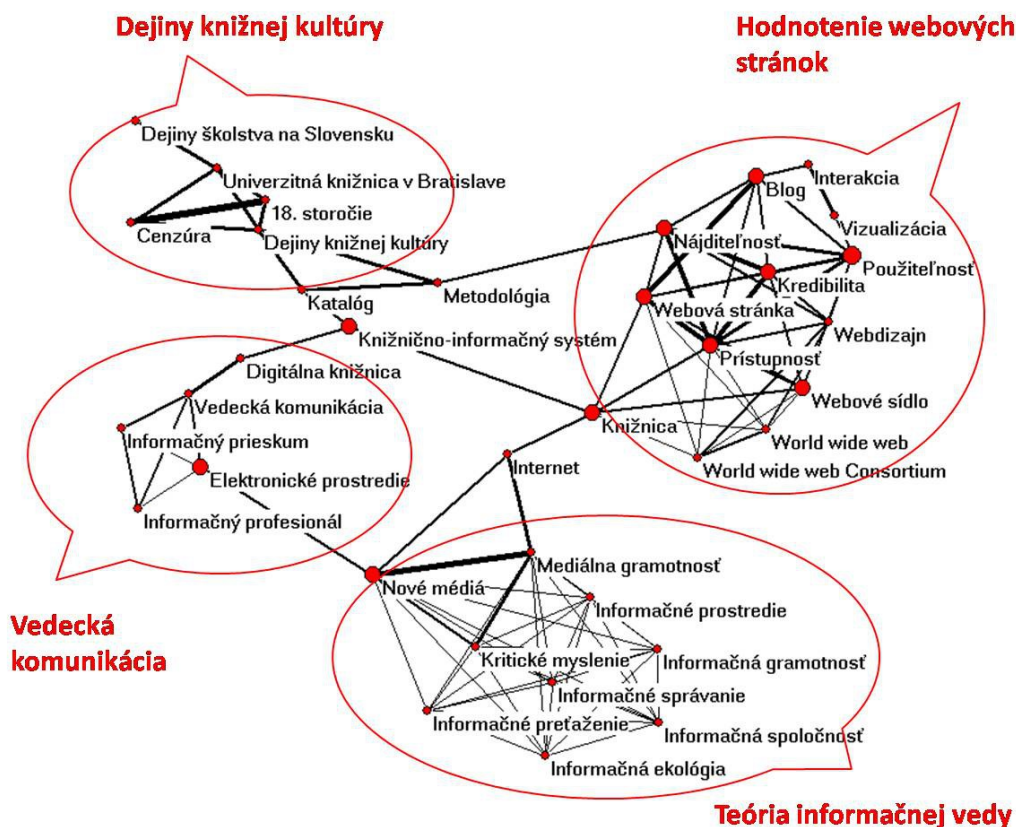 Dejiny knižnej kultúry
Hodnotenie webových
stránok
Dejiny školstva na Slovensku
Univerzitná knižnica v Bratislave
18. storočie
Cenzúra
Dejiny knižnej kultúry
Katalóg
Metodológia
Knižnično-informačný systém
Interakcia
Blog
Vizualizácia
Nájditeľnosť
Použiteľnosť
Kredibilita
Webová stránka
Webdizajn
Prístupnosť
Webové sídlo
Knižnica
World wide web
World wide web Consortium
Digitálna knižnica
Vedecká komunikácia
Informačný prieskum
Elektronické prostredie
Informačný profesionál
Internet
Vedecká
komunikácia
Mediálna gramotnosť
Nové médiá
Informačné prostredie
Kritické myslenie
Informačná gramotnosť
Informačné správanie
Informačné preťaženie
Informačná spoločnosť
Informačná ekológia
Teória informačnej vedy